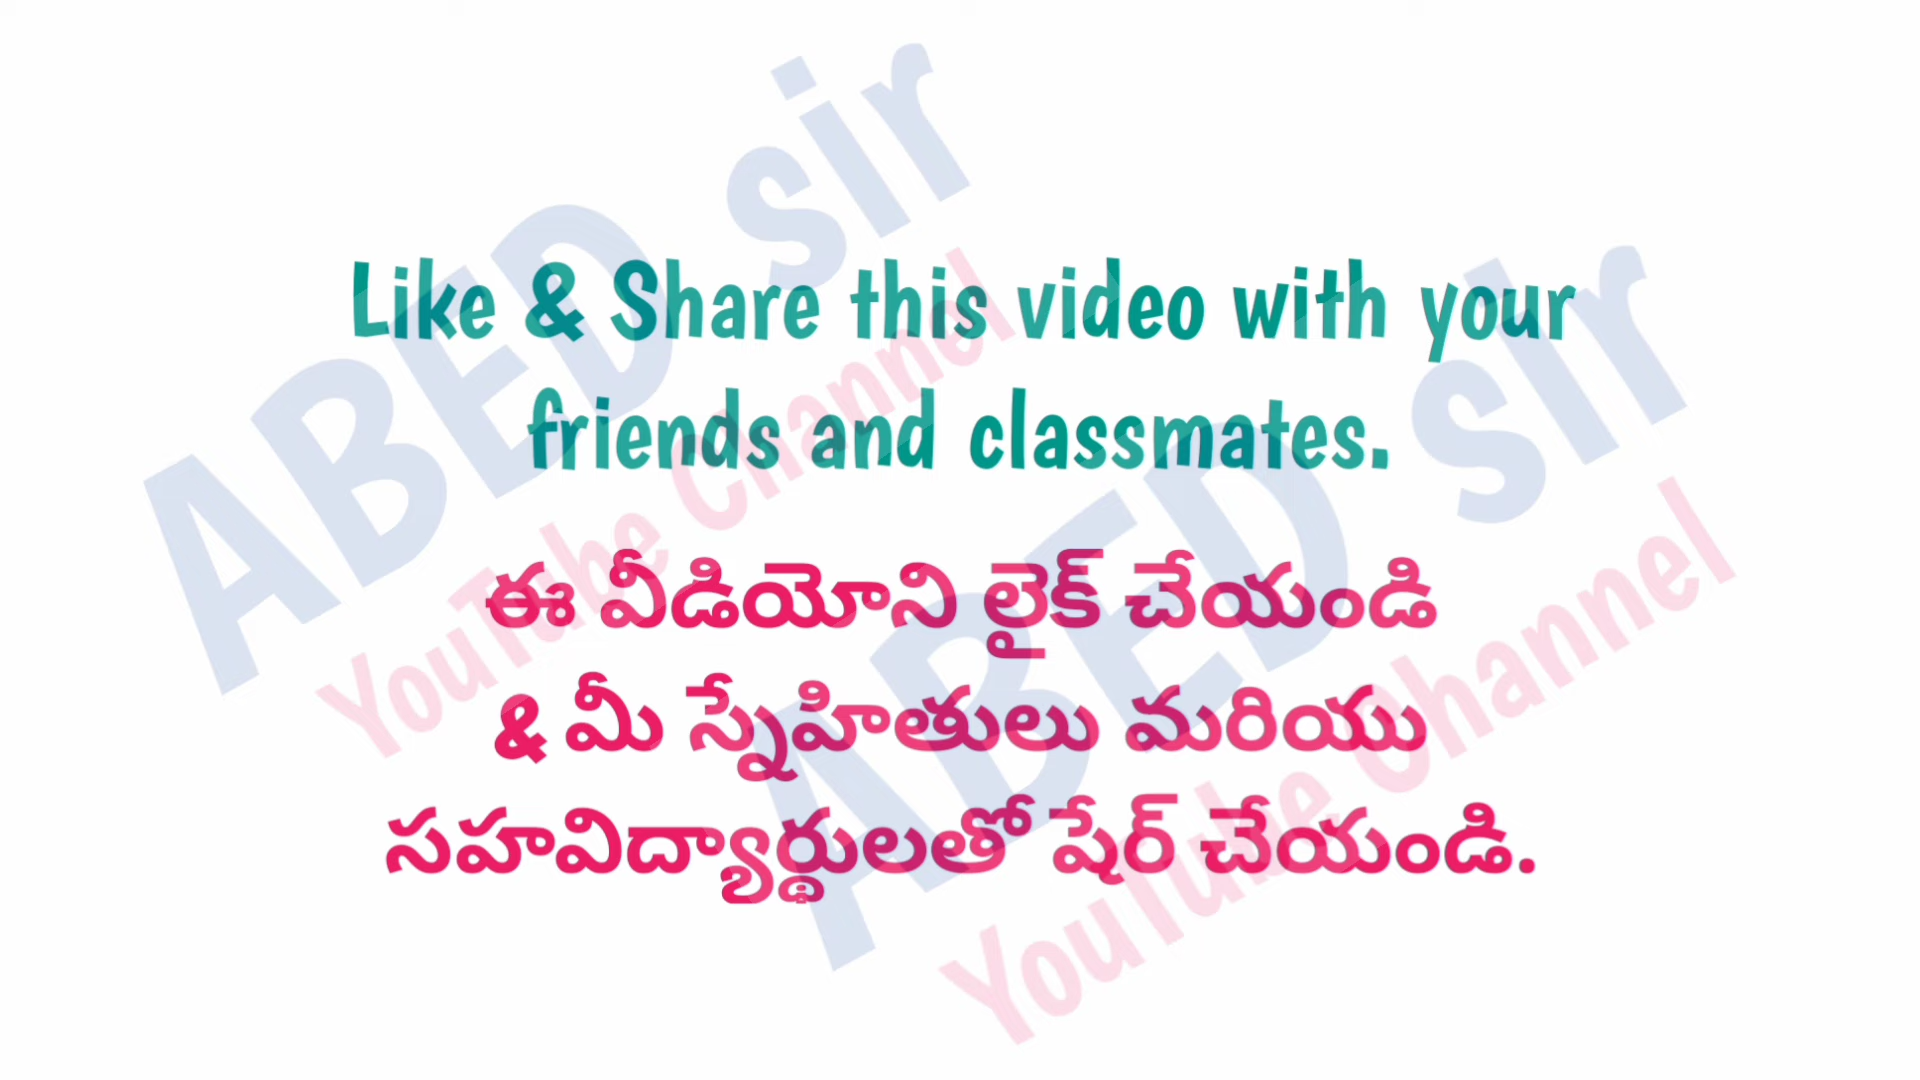 Like & Share this video with your
friends and classmates.
ఈ వీడియోని లైక్ చేయండి
& మీ స్నేహితులు మరియు
సహవిద్యార్థులతో షేర్ చేయండి.
ABED sir
YouTube Channel
ABED sir
YouTube Channel